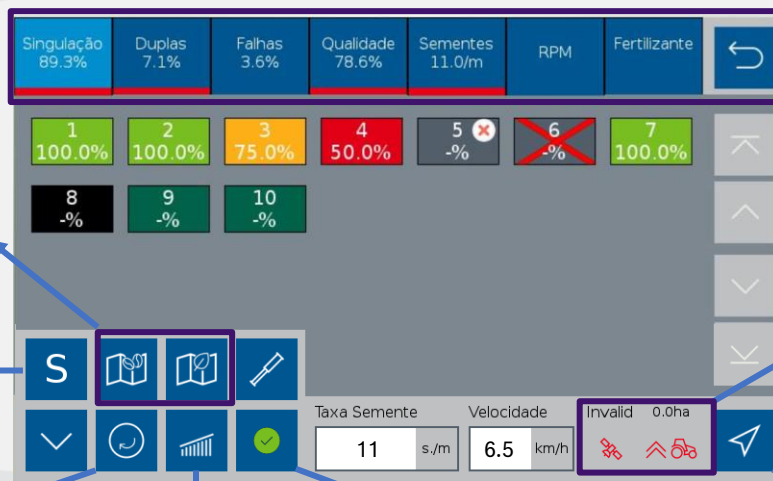 Singulação
89.3%
Duplas
7.1%
Falhas
3.6%
Qualidade
78.6%
Sementes
11.0/m
RPM
Fertilizante
1
100.0%
2
100.0%
3
75.0%
4
50.0%
5
-%
6
-%
7
100.0%
8
-%
9
-%
10
-%
S
Taxa Semente
11 s./m
Velocidade
6.5 km/h
Invalid 0.0ha